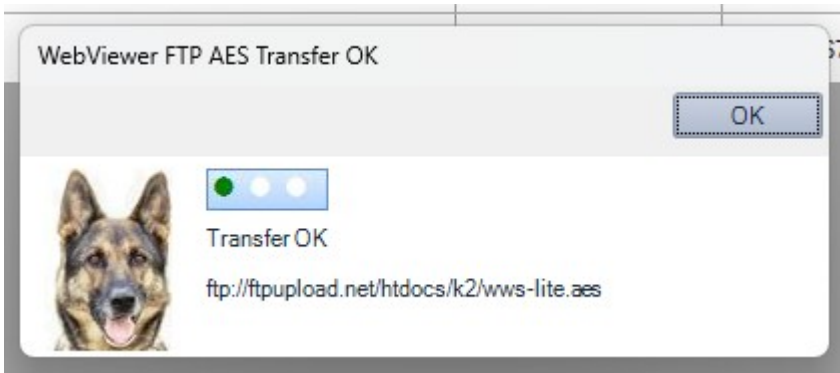 WebViewer FTP AES Transfer OK
OK
Transfer OK
ftp://ftpupload.net/htdocs/k2/wws-lite.aes